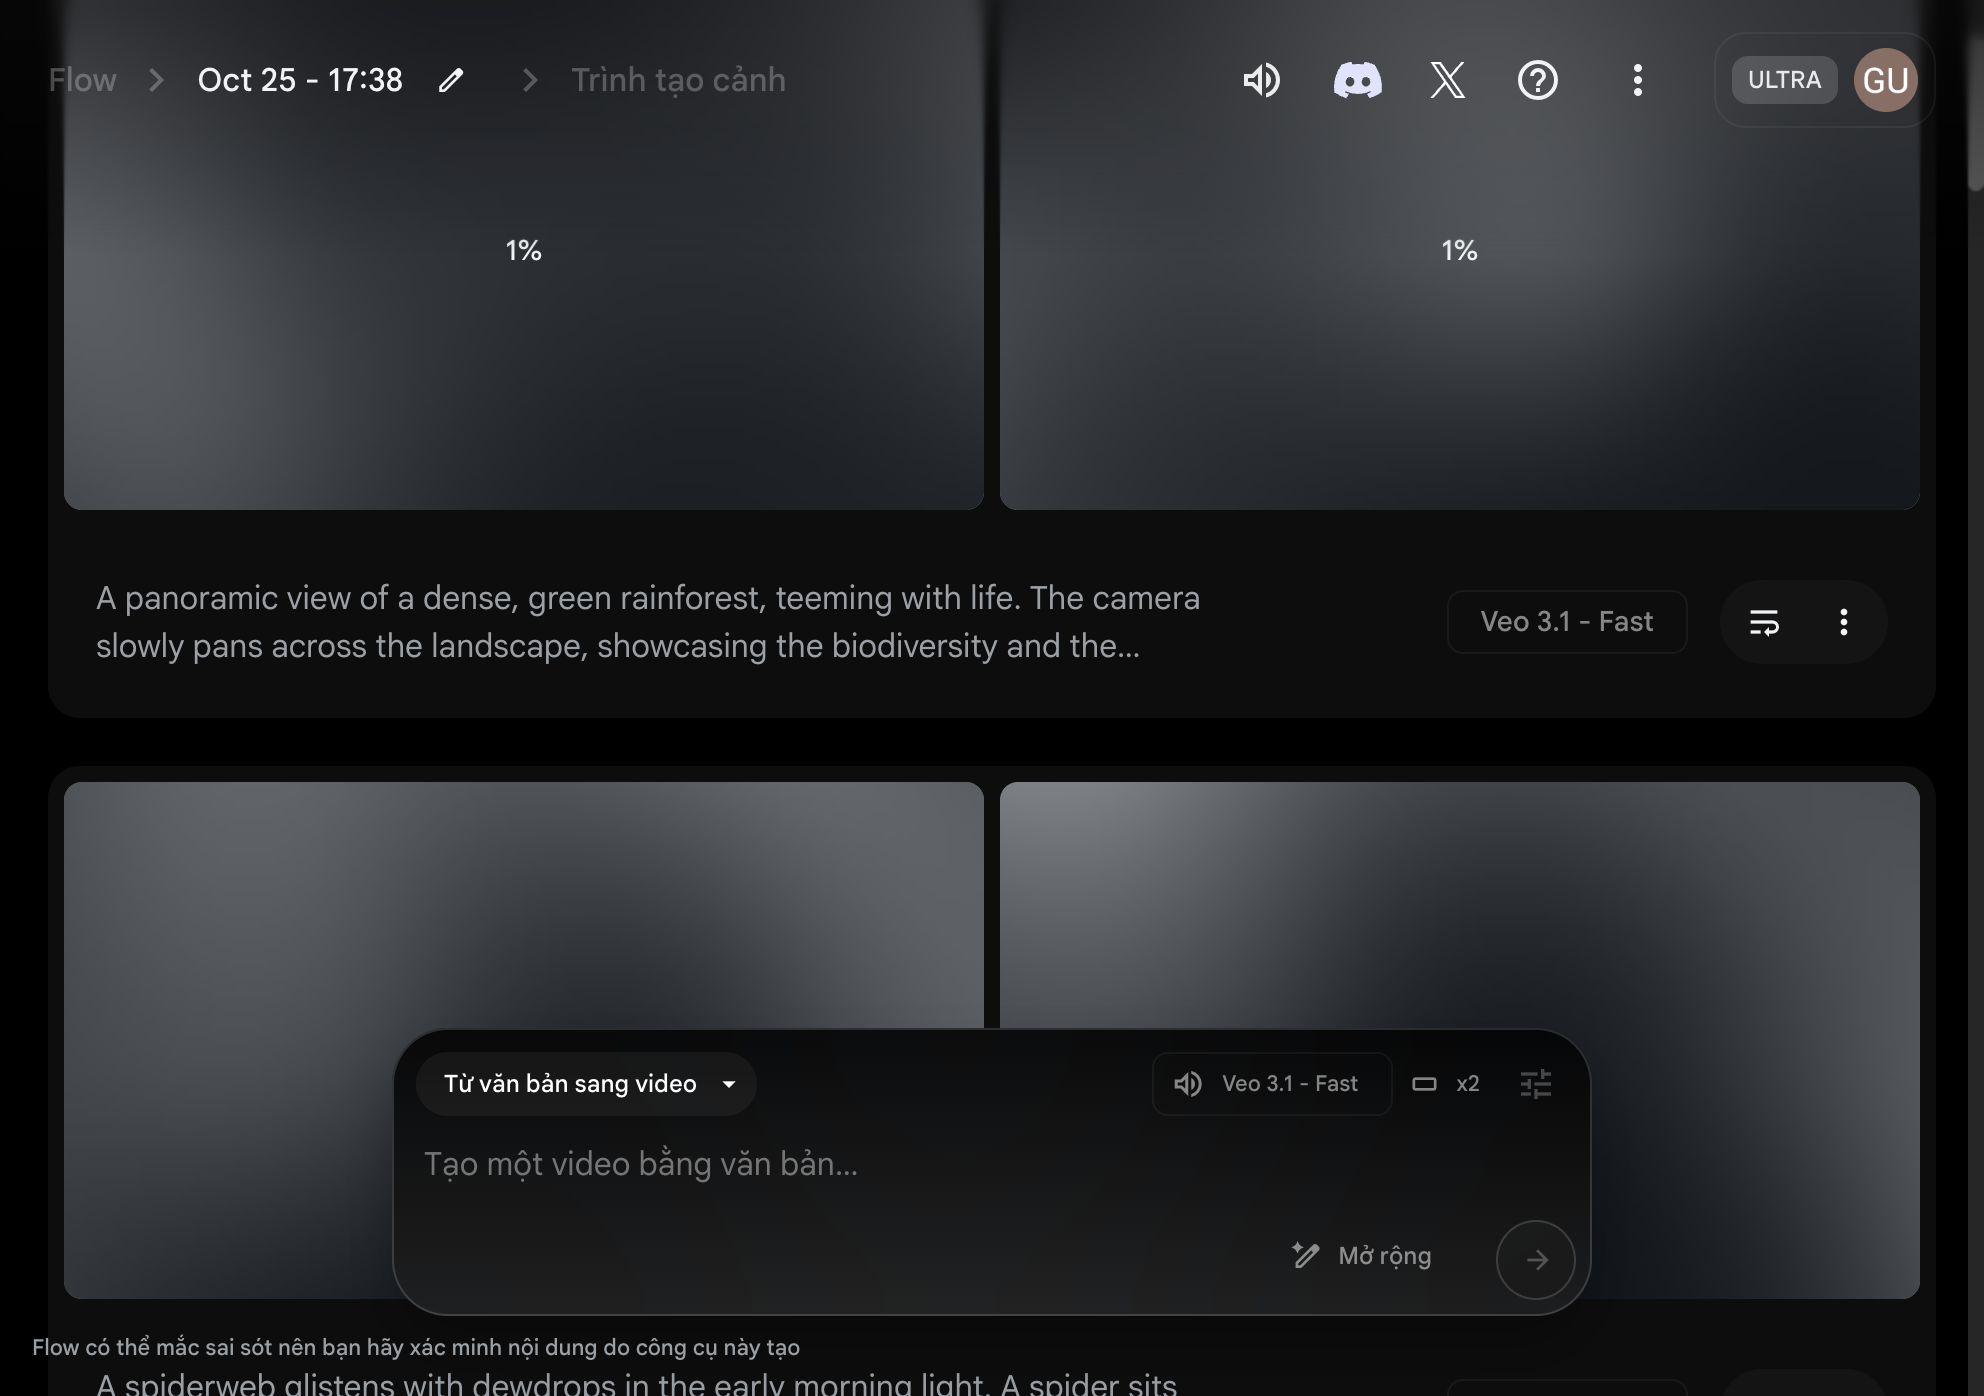 Flow
Oct 25 - 17:38
Trình tạo cảnh
ULTRA
GU
1%
1%
A panoramic view of a dense, green rainforest, teeming with life. The camera
slowly pans across the landscape, showcasing the biodiversity and the...
Veo 3.1 - Fast
Từ văn bản sang video
Veo 3.1 - Fast
x2
Tạo một video bằng văn bản...
Mở rộng
Flow có thể mắc sai sót nên bạn hãy xác minh nội dung do công cụ này tạo
A spiderweb glistens with dewdrops in the early morning light. A spider sits